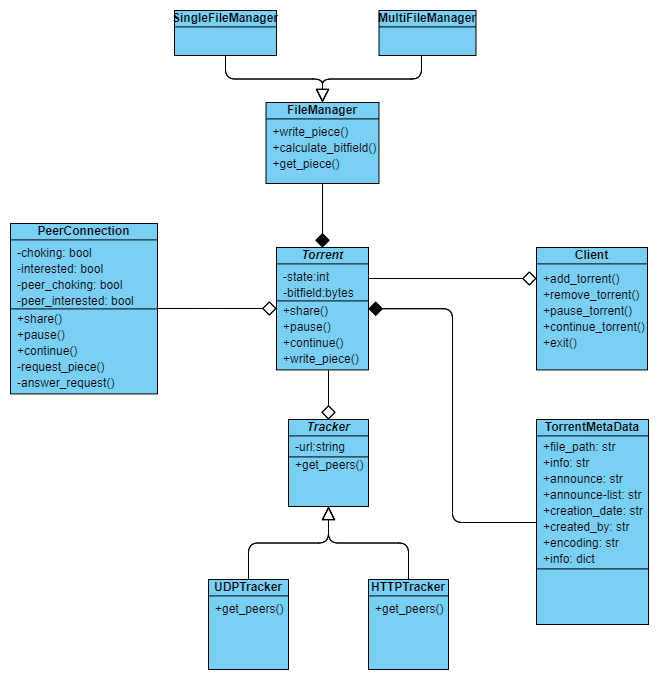 SingleFileManager
MultiFileManager
FileManager
+write_piece()
+calculate_bitfield()
+get_piece()
PeerConnection
-choking: bool
-interested: bool
-peer_choking: bool
-peer_interested: bool
+share()
+pause()
+continue()
-request_piece()
-answer_request()
Torrent
-state:int
-bitfield:bytes
+share()
+pause()
+continue()
+write_piece()
Client
+add_torrent()
+remove_torrent()
+pause_torrent()
+continue_torrent()
+exit()
Tracker
-url:string
+get_peers()
TorrentMetaData
+file_path: str
+info: str
+announce: str
+announce-list: str
+creation_date: str
+created_by: str
+encoding: str
+info: dict
UDPTracker
+get_peers()
HTTPTracker
+get_peers()